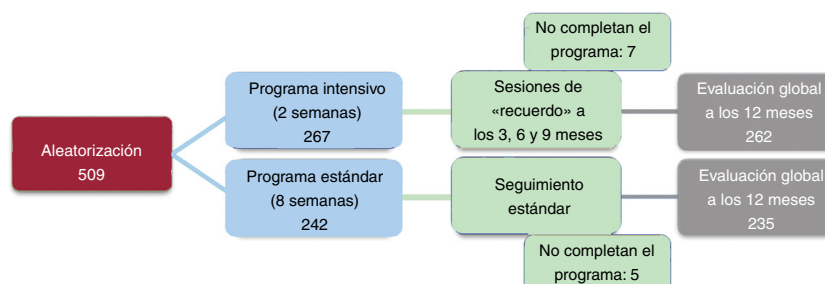 No completan el
programa: 7
Programa intensivo
(2 semanas)
267
Sesiones de
«recuerdo» a
los 3, 6 y 9 meses
Evaluación global
a los 12 meses
262
Aleatorización
509
Programa estándar
(8 semanas)
242
Seguimiento
estándar
Evaluación global
a los 12 meses
235
No completan el
programa: 5